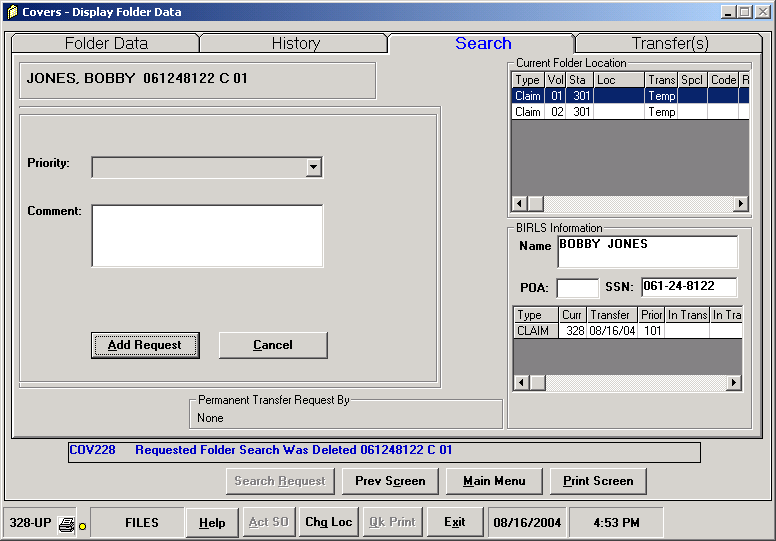 Covers - Display Folder Data
Folder Data History Search Transfer(s)
JONES, BOBBY 061248122 C 01
Priority:
Comment:
Add Request Cancel
Permanent Transfer Request By
None
Current Folder Location
Type Vol Sta Loc Trans Spcl Code R
Claim 01 301 Temp
Claim 02 301 Temp
BIRLS Information
Name BOBBY JONES
POA: SSN: 061-24-8122
Type Curr Transfer Prior In Trans In Tra
CLAIM 328 08/16/04 101
COV228 Requested Folder Search Was Deleted 061248122 C 01
Search Request Prev Screen Main Menu Print Screen
328-UP FILES Help Act SO Chg Loc Qk Print Exit 08/16/2004 4:53 PM